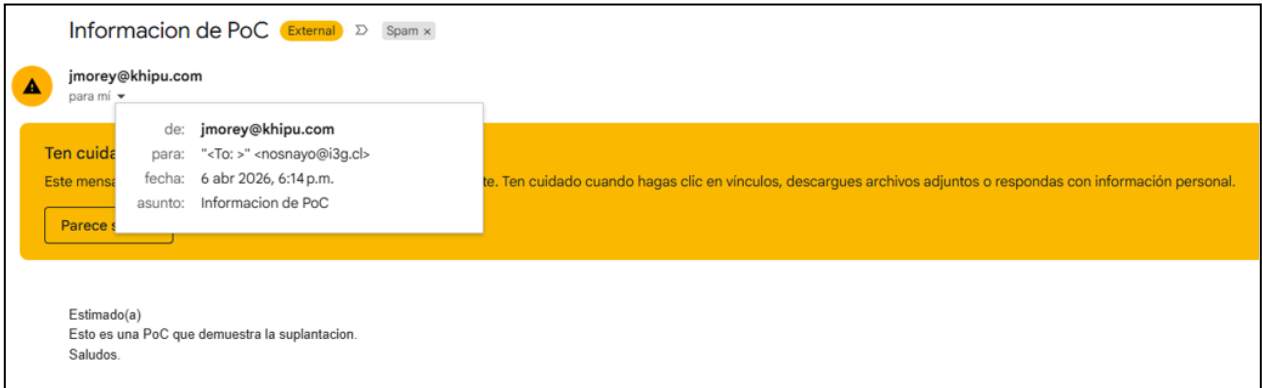 Informacion de PoC External Spam x
jmorey@khipu.com
para mí
de: jmorey@khipu.com
para: "<To: >" <nosnayo@i3g.cl>
fecha: 6 abr 2026, 6:14 p.m.
asunto: Informacion de PoC
Ten
Este te. Ten cuidado cuando hagas clic en vínculos, descargues archivos adjuntos o respondas con información personal.
Parece
Estimado(a)
Esto es una PoC que demuestra la suplantacion.
Saludos.